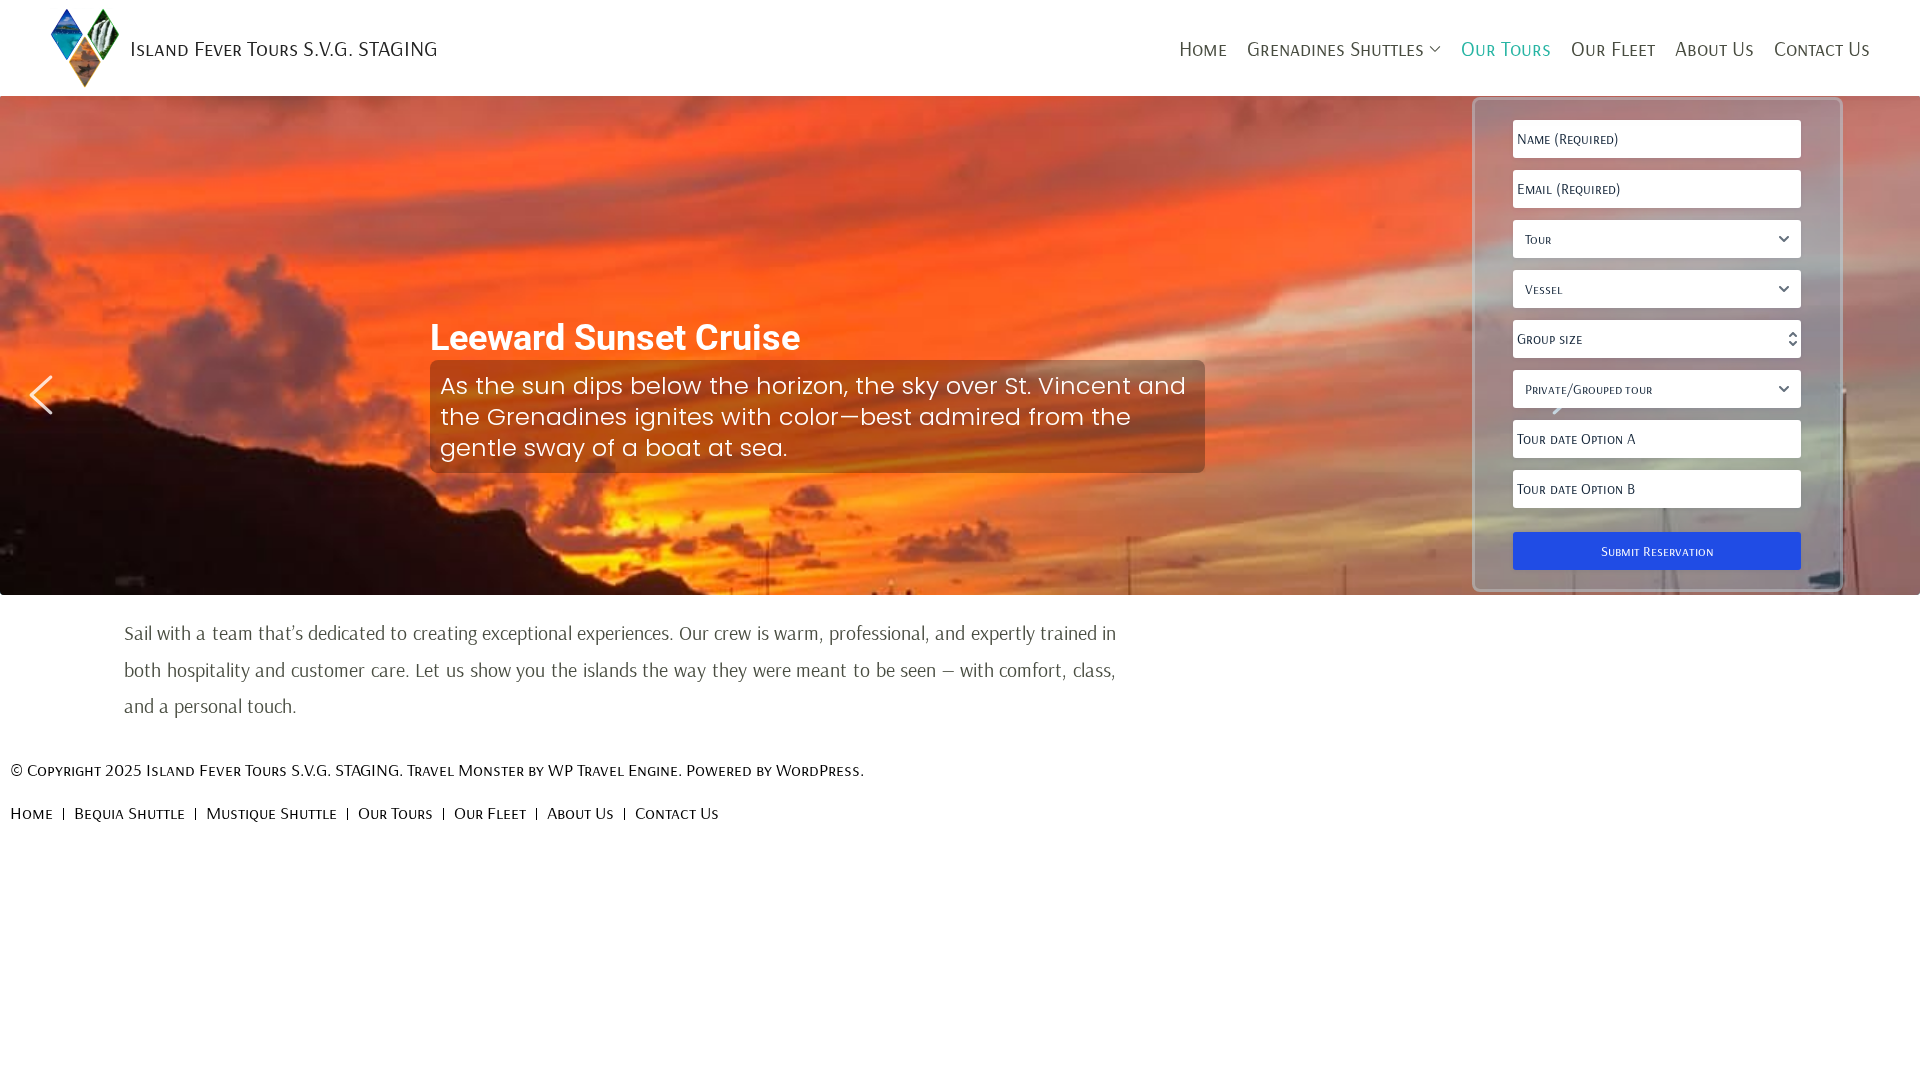 Island Fever Tours S.V.G. STAGING
Home
Grenadines Shuttles
Our Tours
Our Fleet
About Us
Contact Us
Name (Required)
Email (Required)
Tour
Vessel
Group size
Private/Grouped tour
Tour date Option A
Tour date Option B
Submit Reservation
Leeward Sunset Cruise
As the sun dips below the horizon, the sky over St. Vincent and
the Grenadines ignites with color—best admired from the
gentle sway of a boat at sea.
Sail with a team that’s dedicated to creating exceptional experiences. Our crew is warm, professional, and expertly trained in
both hospitality and customer care. Let us show you the islands the way they were meant to be seen — with comfort, class,
and a personal touch.
© Copyright 2025 Island Fever Tours S.V.G. STAGING. Travel Monster by WP Travel Engine. Powered by WordPress.
Home | Bequia Shuttle | Mustique Shuttle | Our Tours | Our Fleet | About Us | Contact Us